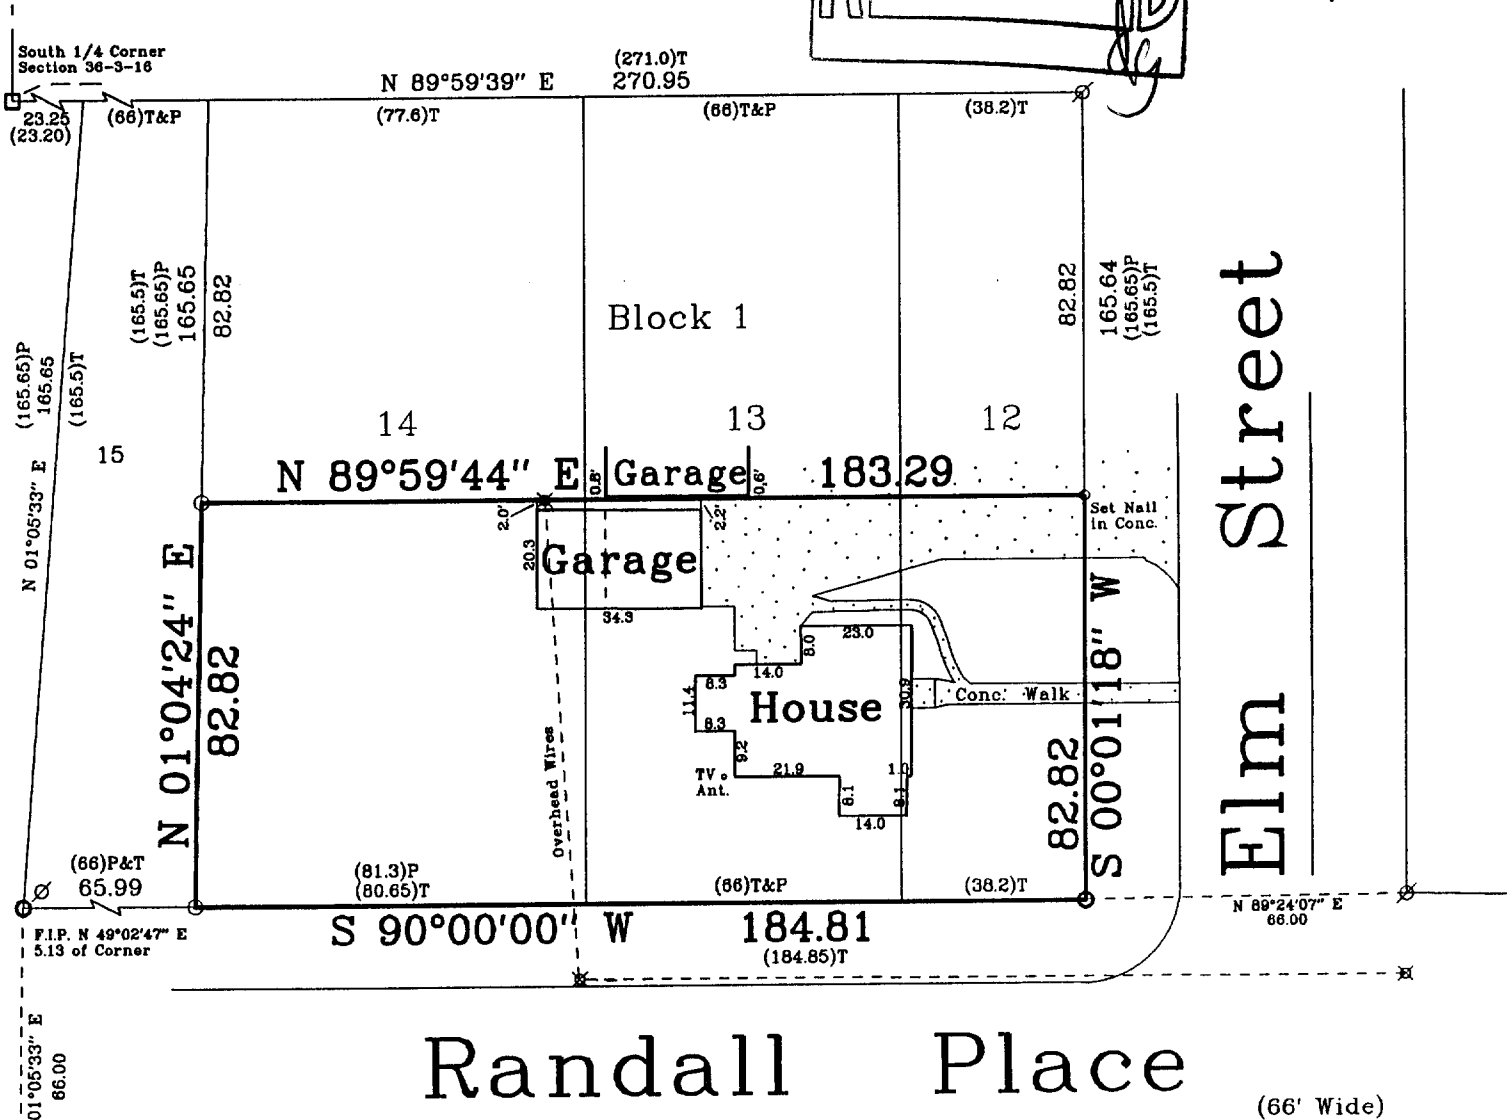 South 1/4 Corner
Section 36-3-16
N 89°59'39" E
(271.0)T
270.95
23.25
(23.20)
(66)T&P
(77.6)T
(66)T&P
(38.2)T
(165.5)T
(165.65)P
165.65
82.82
82.82
165.64
(165.65)P
(165.5)T
Block 1
(165.65)P
165.65
(165.5)T
N 01°05'33" E
15
14
13
12
N 89°59'44" E
0.8'
Garage
0.6'
183.29
Set Nail
in Conc.
2.0'
2.2'
20.3
Garage
34.3
N 01°04'24" E
82.82
Overhead Wires
23.0
8.0
14.0
8.3
11.4
8.3
9.2
House
30.9
Conc. Walk
21.9
1.0
TV
Ant.
8.1
8.1
14.0
82.82
S 00°01'18" W
Elm Street
(66)P&T
65.99
(81.3)P
(80.65)T
(66)T&P
(38.2)T
S 90°00'00" W
184.81
(184.85)T
N 89°24'07" E
66.00
F.I.P. N 49°02'47" E
5.13 of Corner
01°05'33" E
66.00
Randall Place
(66' Wide)